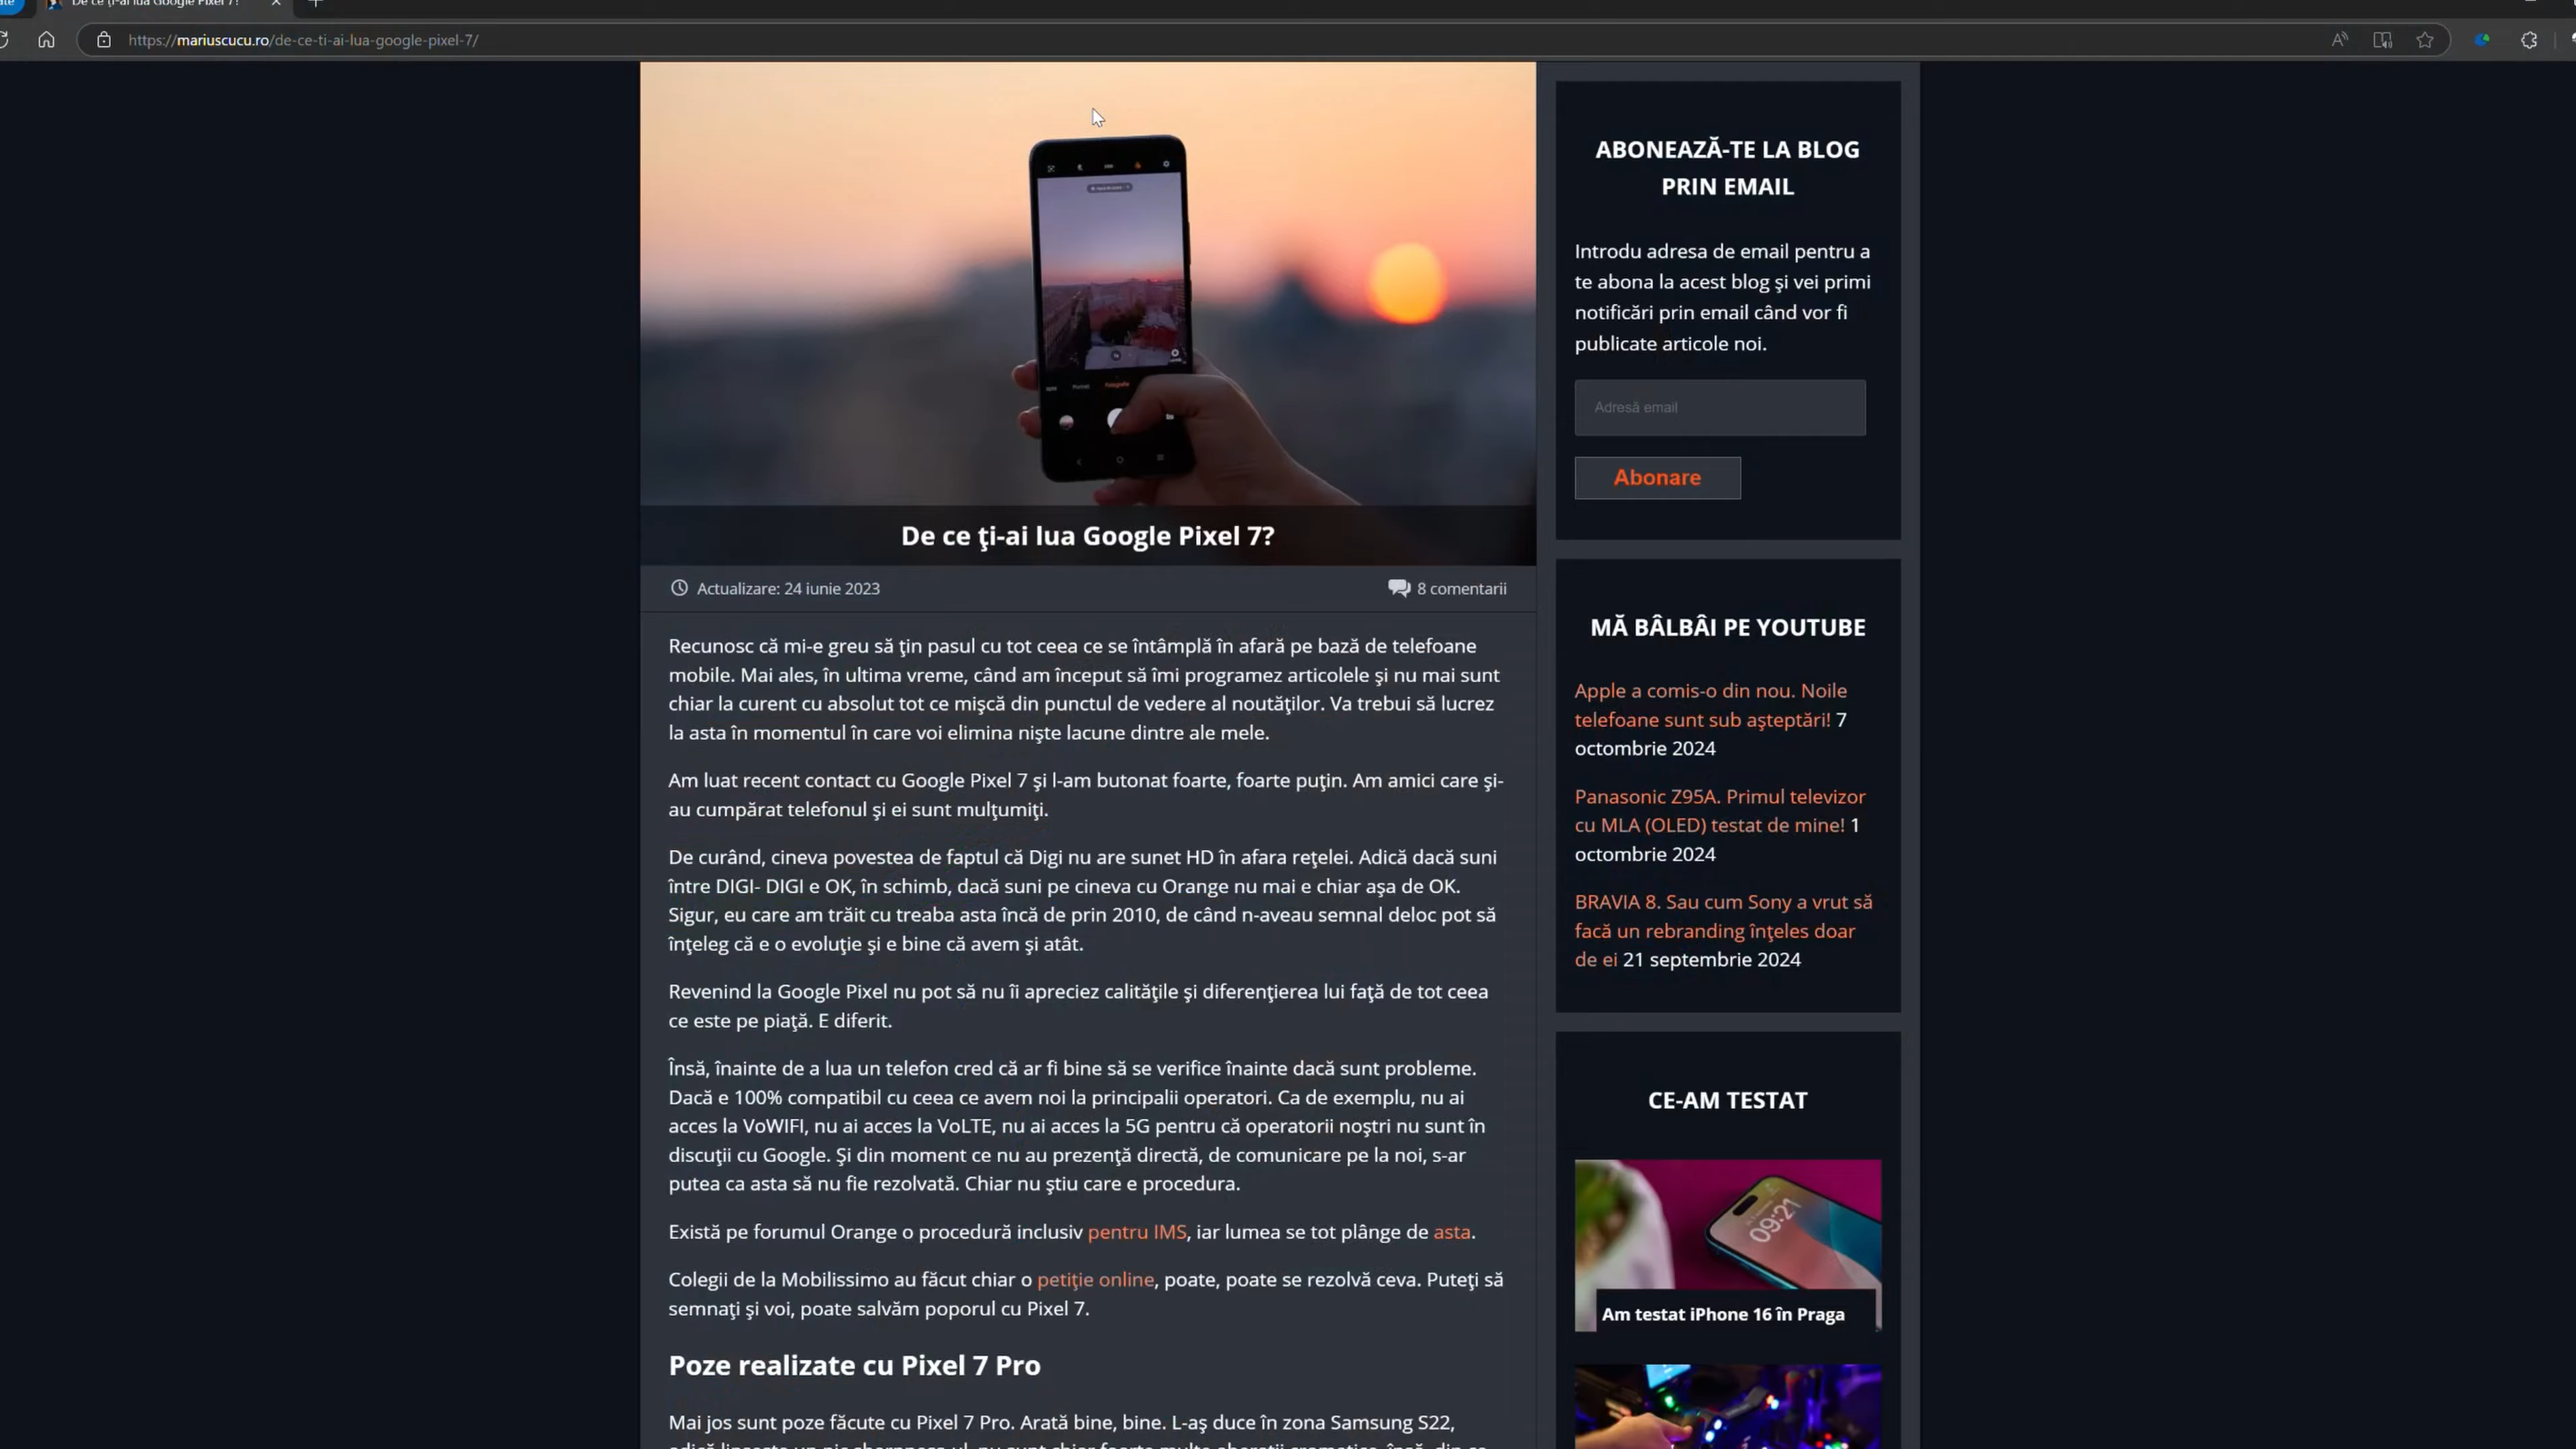 De ce ţi-ai lua Google Pixel 7?
https://mariuscucu.ro/de-ce-ti-ai-lua-google-pixel-7/
De ce ţi-ai lua Google Pixel 7?
Actualizare: 24 iunie 2023
8 comentarii
Recunosc că mi-e greu să ţin pasul cu tot ceea ce se întâmplă în afară pe bază de telefoane
mobile. Mai ales, în ultima vreme, când am început să îmi programez articolele şi nu mai sunt
chiar la curent cu absolut tot ce mişcă din punctul de vedere al noutăţilor. Va trebui să lucrez
la asta în momentul în care voi elimina nişte lacune dintre ale mele.
Am luat recent contact cu Google Pixel 7 şi l-am butonat foarte, foarte puţin. Am amici care şi-
au cumpărat telefonul şi ei sunt mulţumiţi.
De curând, cineva povestea de faptul că Digi nu are sunet HD în afara reţelei. Adică dacă suni
între DIGI- DIGI e OK, în schimb, dacă suni pe cineva cu Orange nu mai e chiar aşa de OK.
Sigur, eu care am trăit cu treaba asta încă de prin 2010, de când n-aveau semnal deloc pot să
înţeleg că e o evoluţie şi e bine că avem şi atât.
Revenind la Google Pixel nu pot să nu îi apreciez calităţile şi diferenţierea lui faţă de tot ceea
ce este pe piaţă. E diferit.
Însă, înainte de a lua un telefon cred că ar fi bine să se verifice înainte dacă sunt probleme.
Dacă e 100% compatibil cu ceea ce avem noi la principalii operatori. Ca de exemplu, nu ai
acces la VoWIFI, nu ai acces la VoLTE, nu ai acces la 5G pentru că operatorii noştri nu sunt în
discuţii cu Google. Şi din moment ce nu au prezenţă directă, de comunicare pe la noi, s-ar
putea ca asta să nu fie rezolvată. Chiar nu ştiu care e procedura.
Există pe forumul Orange o procedură inclusiv pentru IMS, iar lumea se tot plânge de asta.
Colegii de la Mobilissimo au făcut chiar o petiţie online, poate, poate se rezolvă ceva. Puteţi să
semnaţi şi voi, poate salvăm poporul cu Pixel 7.
Poze realizate cu Pixel 7 Pro
Mai jos sunt poze făcute cu Pixel 7 Pro. Arată bine, bine. L-aş duce în zona Samsung S22,
ABONEAZĂ-TE LA BLOG
PRIN EMAIL
Introdu adresa de email pentru a
te abona la acest blog şi vei primi
notificări prin email când vor fi
publicate articole noi.
Adresă email
Abonare
MĂ BÂLBÂI PE YOUTUBE
Apple a comis-o din nou. Noile
telefoane sunt sub aşteptări! 7
octombrie 2024
Panasonic Z95A. Primul televizor
cu MLA (OLED) testat de mine! 1
octombrie 2024
BRAVIA 8. Sau cum Sony a vrut să
facă un rebranding înţeles doar
de ei 21 septembrie 2024
CE-AM TESTAT
09:21
Am testat iPhone 16 în Praga